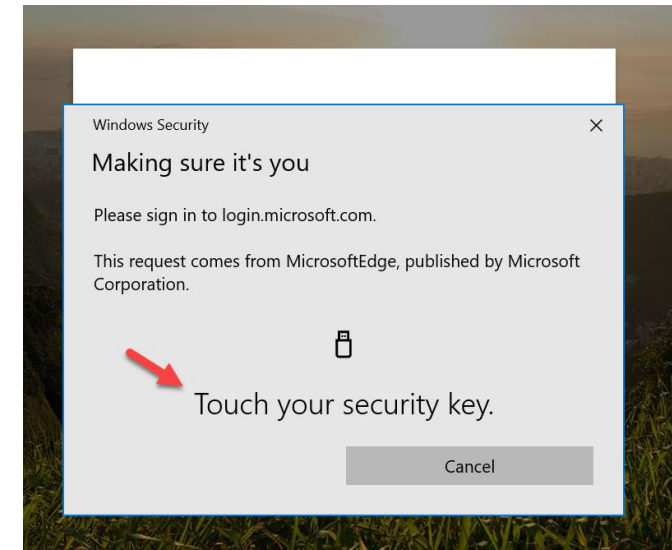 Windows Security
Making sure it's you
Please sign in to login.microsoft.com.
This request comes from MicrosoftEdge, published by Microsoft
Corporation.
Touch your security key.
Cancel